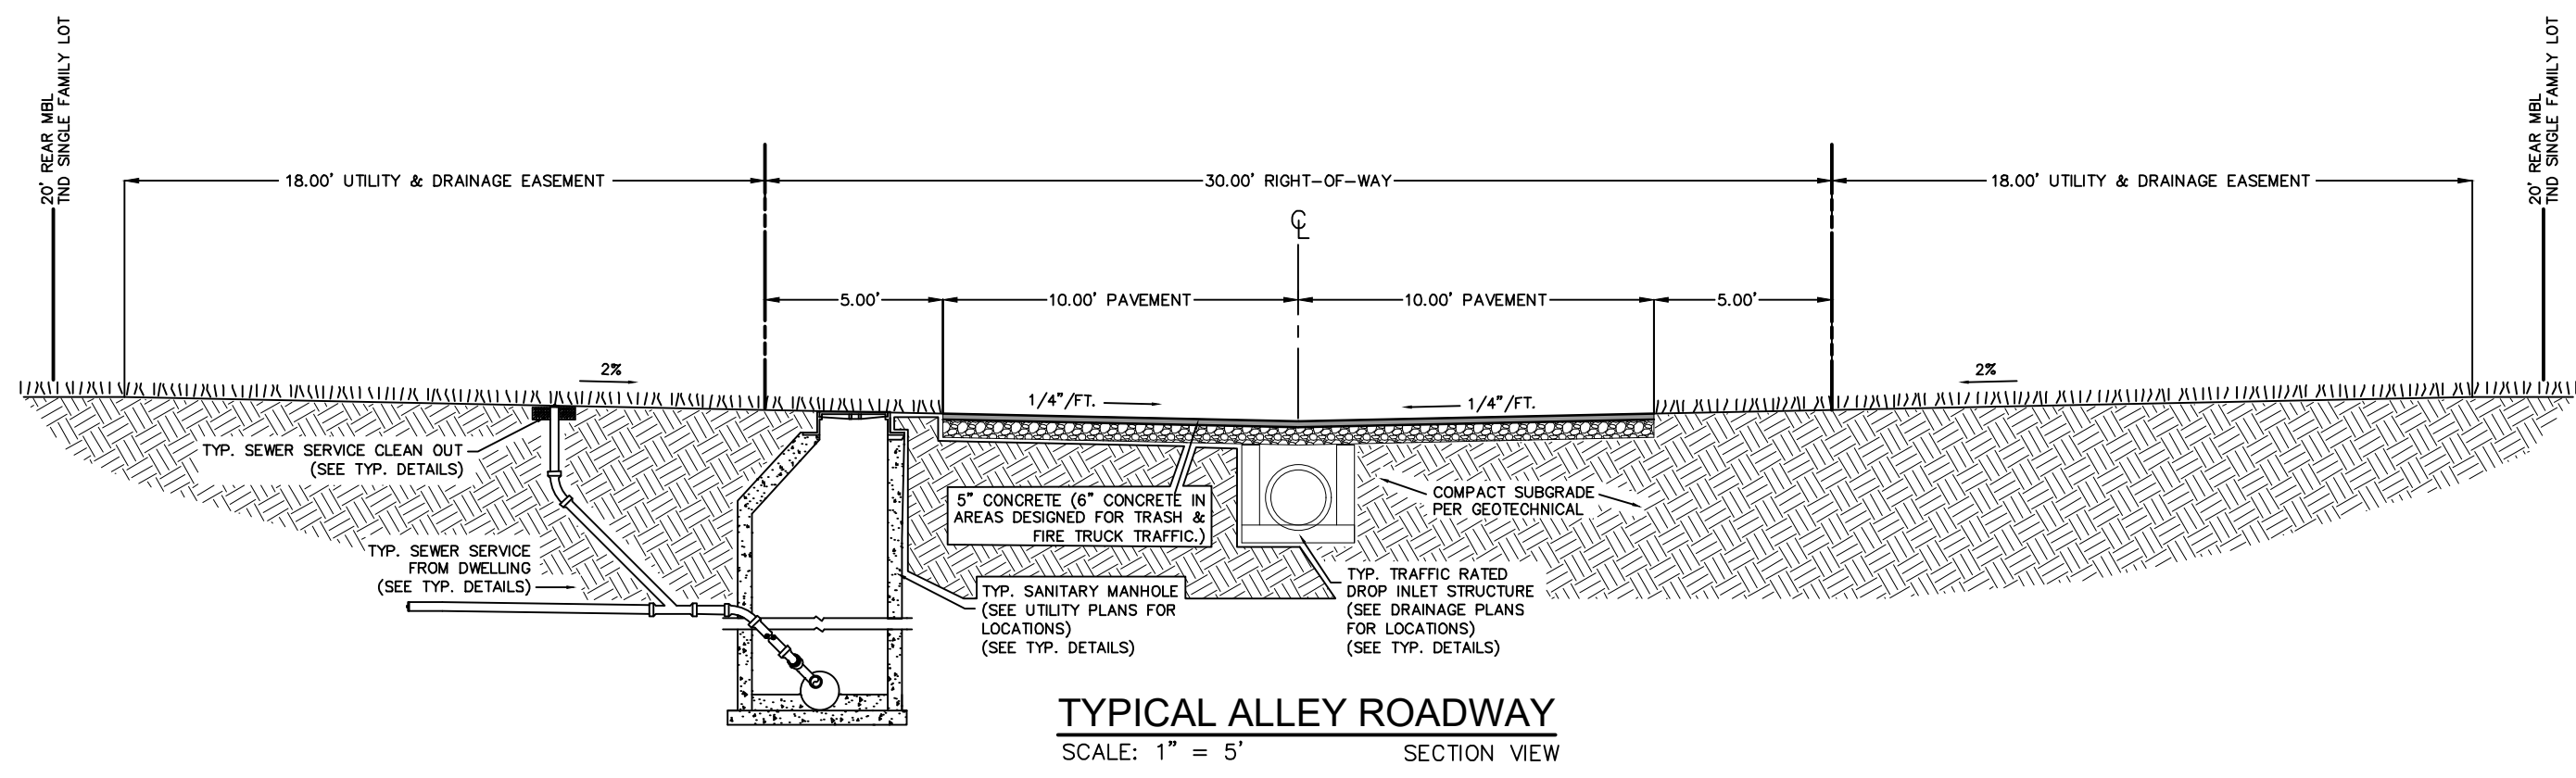 20' REAR MBL
TND SINGLE FAMILY LOT
18.00' UTILITY & DRAINAGE EASEMENT
30.00' RIGHT-OF-WAY
18.00' UTILITY & DRAINAGE EASEMENT
20' REAR MBL
TND SINGLE FAMILY LOT
CL
5.00'
10.00' PAVEMENT
10.00' PAVEMENT
5.00'
2%
2%
1/4"/FT.
1/4"/FT.
TYP. SEWER SERVICE CLEAN OUT
(SEE TYP. DETAILS)
5" CONCRETE (6" CONCRETE IN
AREAS DESIGNED FOR TRASH &
FIRE TRUCK TRAFFIC.)
COMPACT SUBGRADE
PER GEOTECHNICAL
TYP. SEWER SERVICE
FROM DWELLING
(SEE TYP. DETAILS)
TYP. SANITARY MANHOLE
(SEE UTILITY PLANS FOR
LOCATIONS)
(SEE TYP. DETAILS)
TYP. TRAFFIC RATED
DROP INLET STRUCTURE
(SEE DRAINAGE PLANS
FOR LOCATIONS)
(SEE TYP. DETAILS)
TYPICAL ALLEY ROADWAY
SCALE: 1" = 5' SECTION VIEW